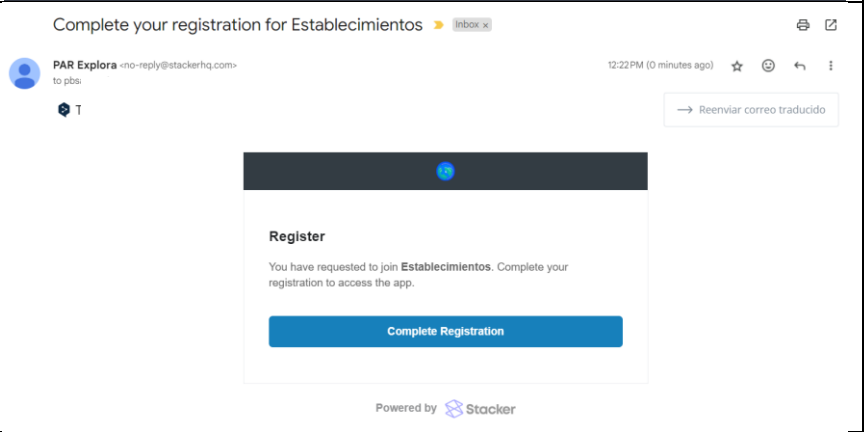 Complete your registration for Establecimientos
Inbox ×
PAR Explora <no-reply@stackerhq.com>
12:22 PM (0 minutes ago)
to pbs
T
Reenviar correo traducido
Register
You have requested to join Establecimientos. Complete your
registration to access the app.
Complete Registration
Powered by Stacker